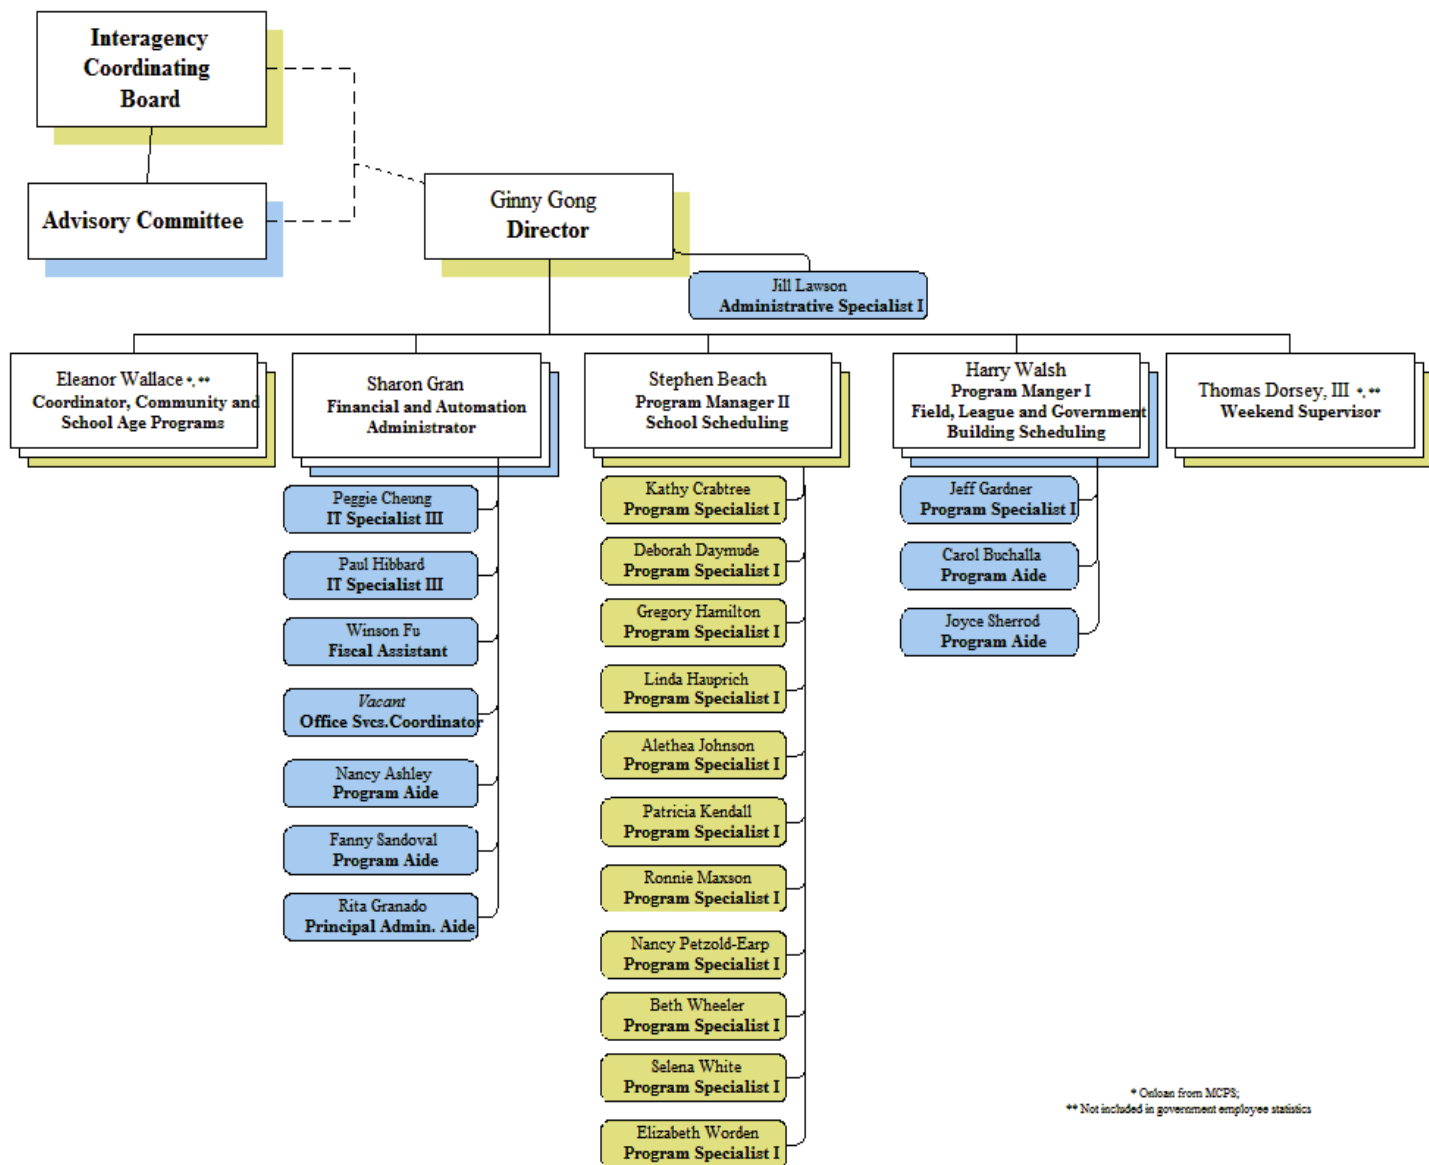 Interagency
Coordinating
Board
Advisory Committee
Ginny Gong
Director
Jill Lawson
Administrative Specialist I
Eleanor Wallace *, **
Coordinator, Community and
School Age Programs
Sharon Gran
Financial and Automation
Administrator
Stephen Beach
Program Manager II
School Scheduling
Harry Walsh
Program Manger I
Field, League and Government
Building Scheduling
Thomas Dorsey, III *, **
Weekend Supervisor
Peggie Cheung
IT Specialist III
Paul Hibbard
IT Specialist III
Winson Fu
Fiscal Assistant
Vacant
Office Svcs.Coordinator
Nancy Ashley
Program Aide
Fanny Sandoval
Program Aide
Rita Granado
Principal Admin. Aide
Kathy Crabtree
Program Specialist I
Deborah Daymude
Program Specialist I
Gregory Hamilton
Program Specialist I
Linda Hauprich
Program Specialist I
Alethea Johnson
Program Specialist I
Patricia Kendall
Program Specialist I
Ronnie Maxson
Program Specialist I
Nancy Petzold-Earp
Program Specialist I
Beth Wheeler
Program Specialist I
Selena White
Program Specialist I
Elizabeth Worden
Program Specialist I
Jeff Gardner
Program Specialist I
Carol Buchalla
Program Aide
Joyce Sherrod
Program Aide
* Onloan from MCPS;
** Not included in government employee statistics